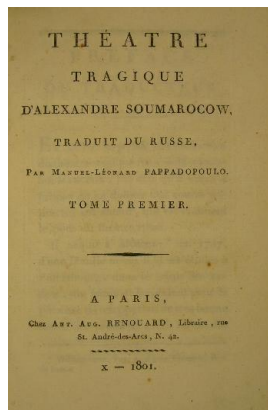 THÉATRE
TRAGIQUE
D'ALEXANDRE SOUMAROCOW,
TRADUIT DU RUSSE,
PAR MANUEL-LÉONARD PAPPADOPOULO.
TOME PREMIER.
A PARIS,
Chez ANT. AUG. RENOUARD, Libraire, rue
St. André-des-Arcs, N. 42.
X — 1801.